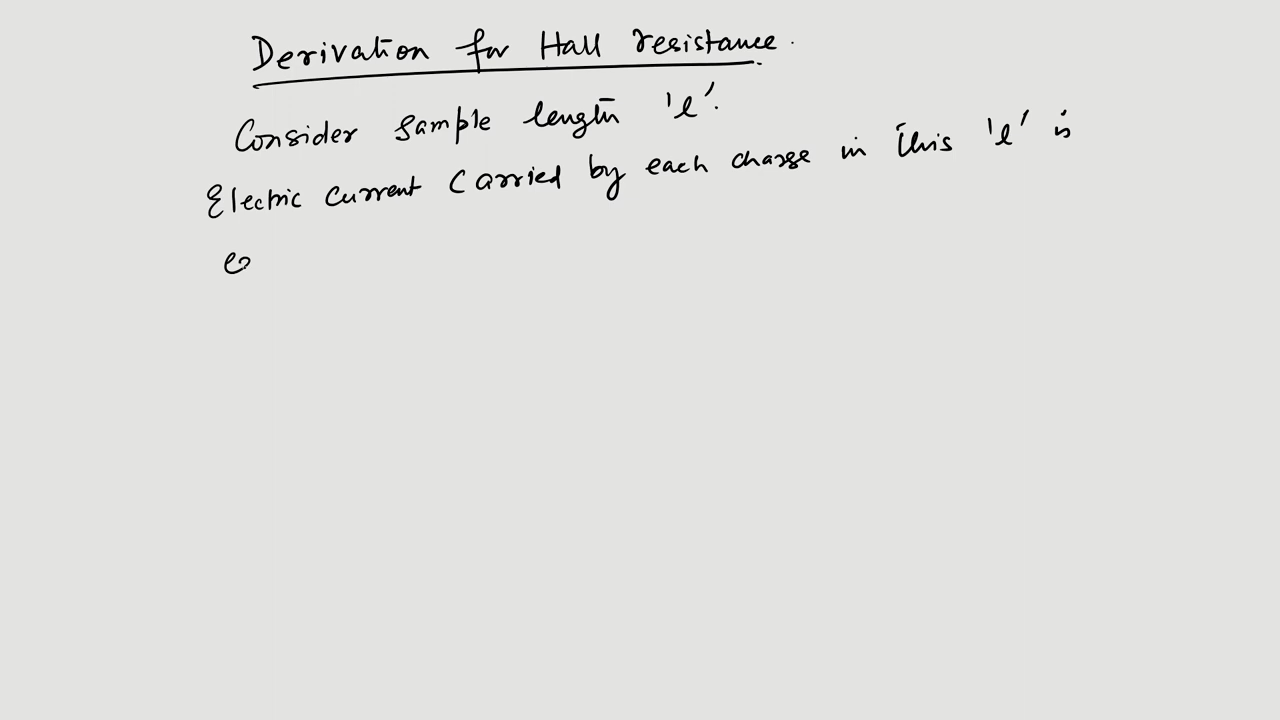 Derivation for Hall resistance.
Consider sample length 'l'.
Electric current carried by each charge in this 'l' is